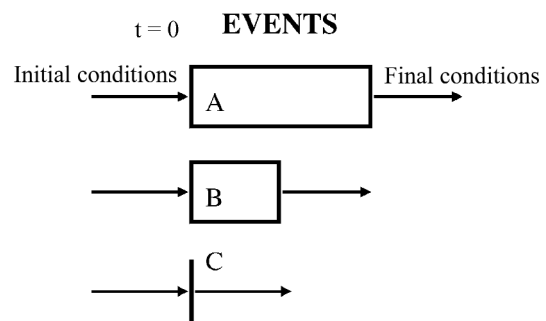 t = 0 EVENTS
Initial conditions
Final conditions
A
B
C